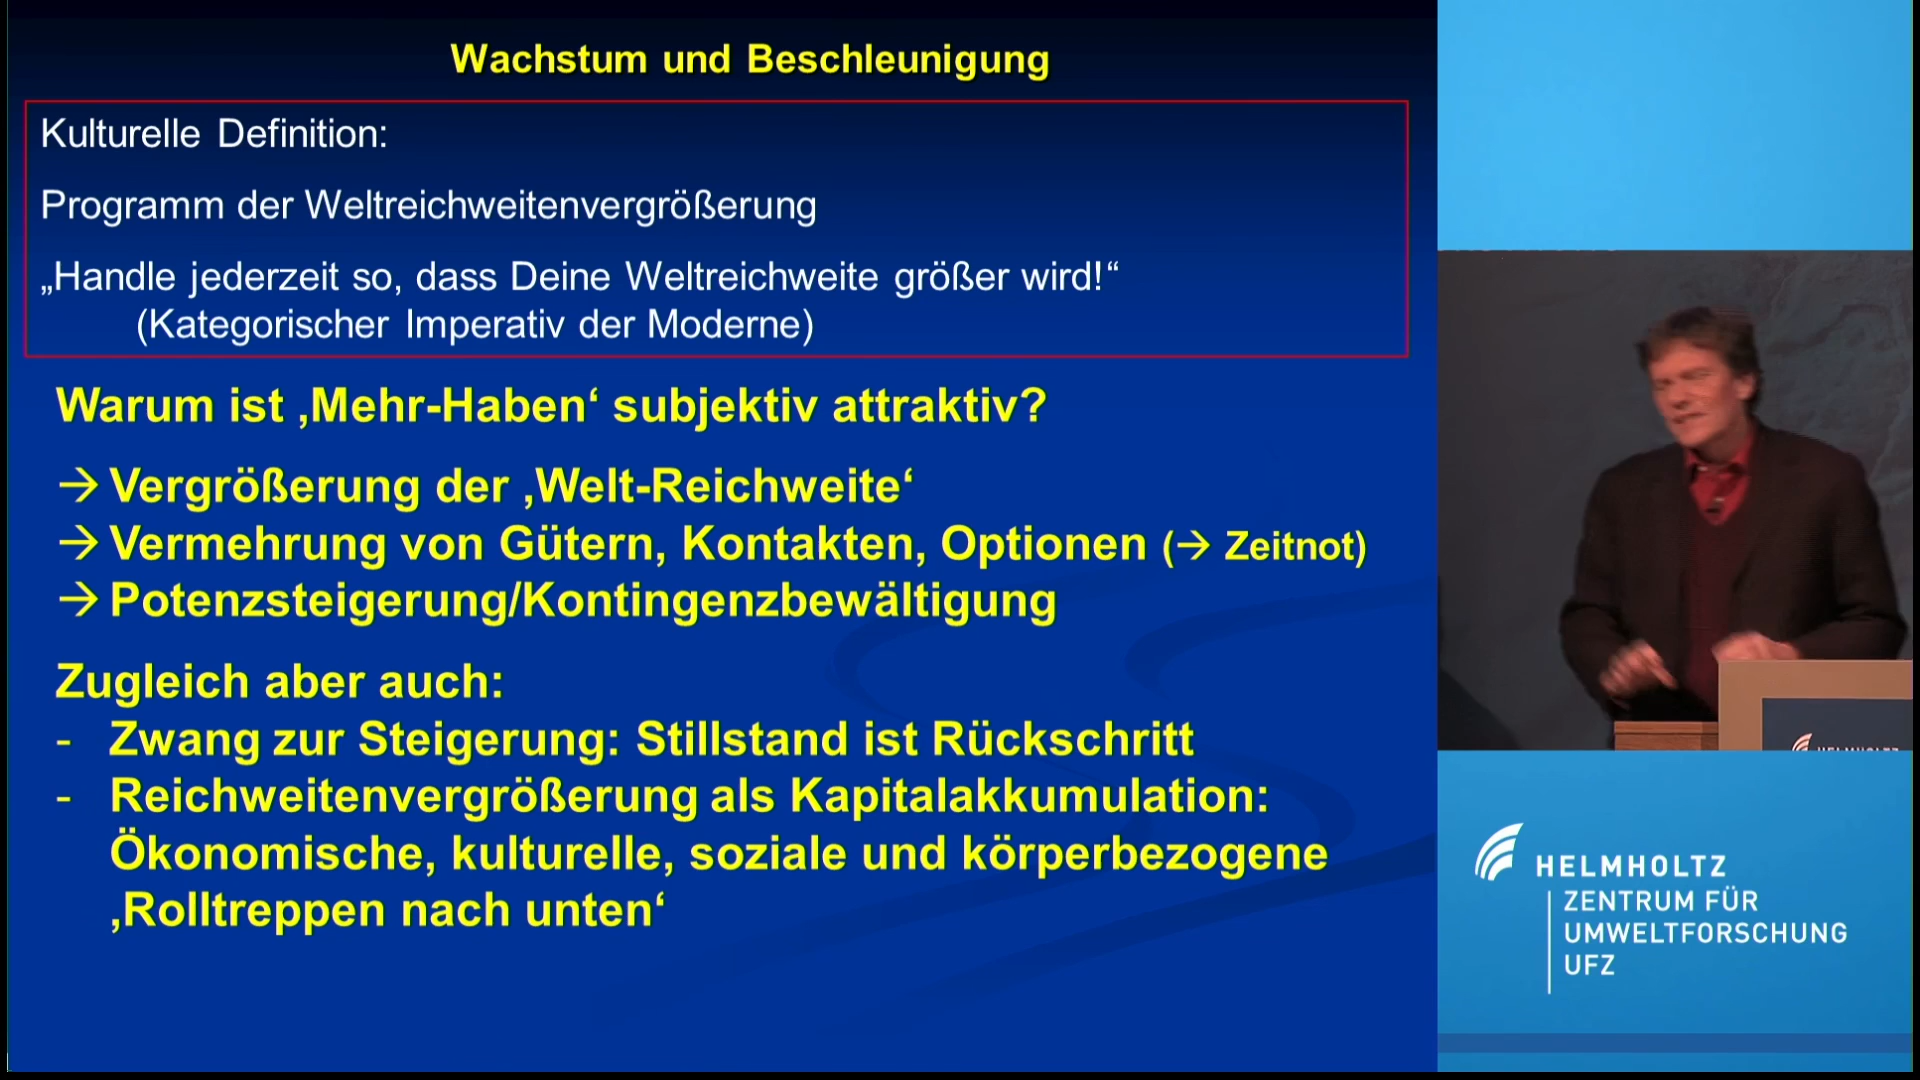 Wachstum und Beschleunigung
Kulturelle Definition:
Programm der Weltreichweitenvergrößerung
„Handle jederzeit so, dass Deine Weltreichweite größer wird!“
(Kategorischer Imperativ der Moderne)
Warum ist ‚Mehr-Haben‘ subjektiv attraktiv?
→ Vergrößerung der ‚Welt-Reichweite‘
→ Vermehrung von Gütern, Kontakten, Optionen (→ Zeitnot)
→ Potenzsteigerung/Kontingenzbewältigung
Zugleich aber auch:
- Zwang zur Steigerung: Stillstand ist Rückschritt
- Reichweitenvergrößerung als Kapitalakkumulation:
Ökonomische, kulturelle, soziale und körperbezogene
‚Rolltreppen nach unten‘
HELMHOLTZ
ZENTRUM FÜR
UMWELTFORSCHUNG
UFZ